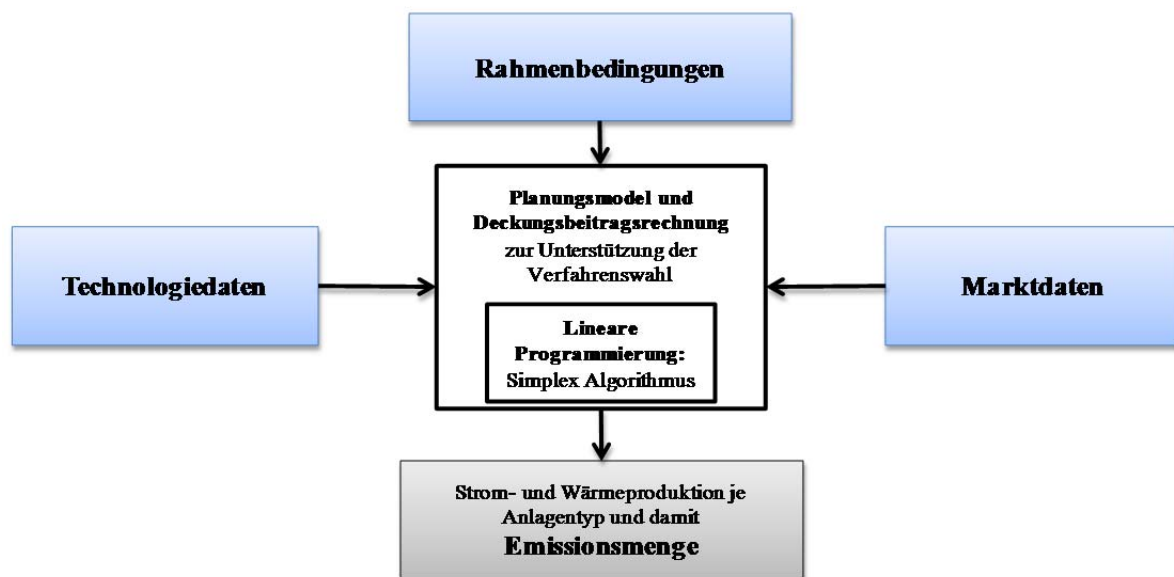 Rahmenbedingungen
Planungsmodel und
Deckungsbeitragsrechnung
zur Unterstützung der
Verfahrenswahl
Technologiedaten
Marktdaten
Lineare
Programmierung:
Simplex Algorithmus
Strom- und Wärmeproduktion je
Anlagentyp und damit
Emissionsmenge